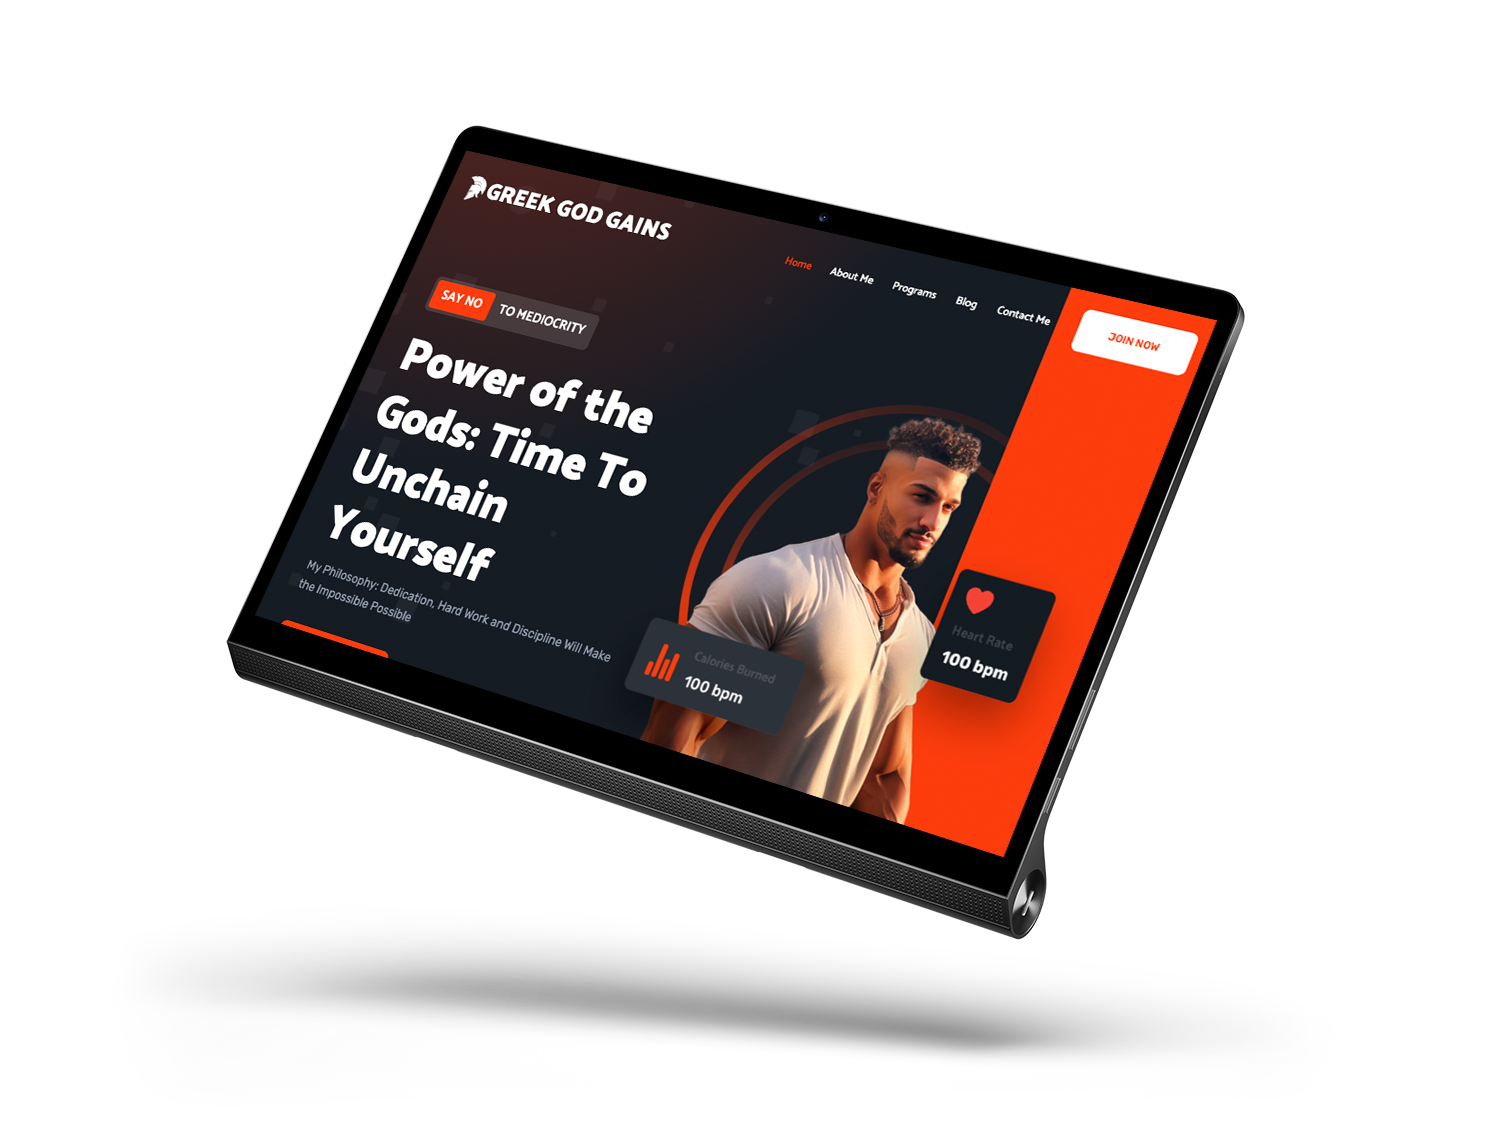 GREEK GOD GAINS
Home About Me Programs Blog Contact Me
JOIN NOW
SAY NO TO MEDIOCRITY
Power of the
Gods: Time To
Unchain
Yourself
My Philosophy: Dedication, Hard Work and Discipline Will Make
the Impossible Possible
Calories Burned
100 bpm
Heart Rate
100 bpm